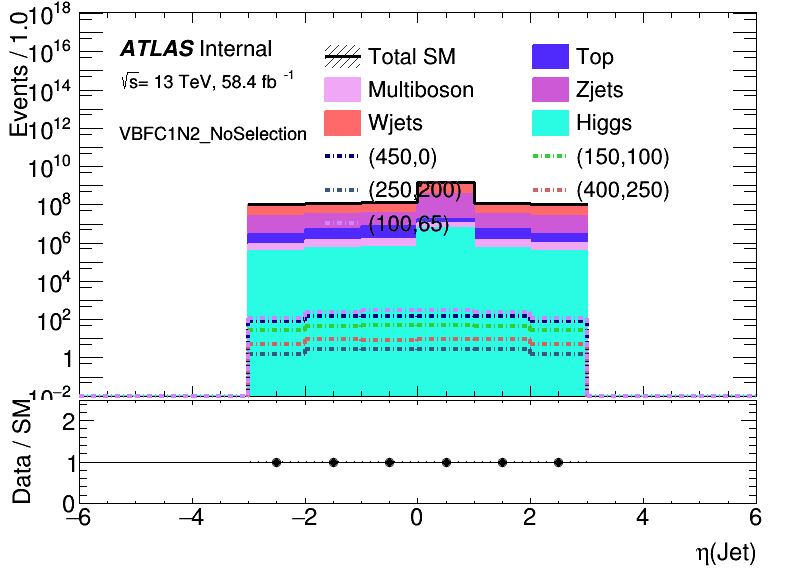 Events / 1.0
10^18
10^16
10^14
10^12
10^10
10^8
10^6
10^4
10^2
1
10^−2
ATLAS Internal
√s= 13 TeV, 58.4 fb ^-1
VBFC1N2_NoSelection
Total SM
Top
Multiboson
Zjets
Wjets
Higgs
(450,0)
(150,100)
(250,200)
(400,250)
(100,65)
Data / SM
2
1
0
−6 −4 −2 0 2 4 6
η(Jet)